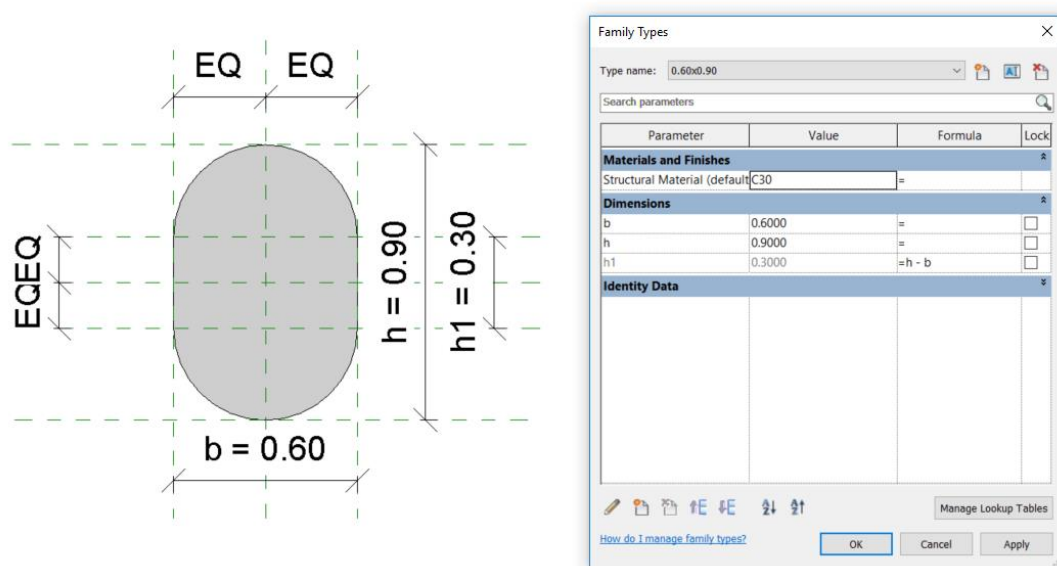 EQ EQ
EQEQ
h = 0.90
h1 = 0.30
b = 0.60
Family Types
Type name: 0.60x0.90
Search parameters
Parameter Value Formula Lock
Materials and Finishes
Structural Material (default C30 =
Dimensions
b 0.6000 =
h 0.9000 =
h1 0.3000 =h - b
Identity Data
Manage Lookup Tables
How do I manage family types?
OK Cancel Apply